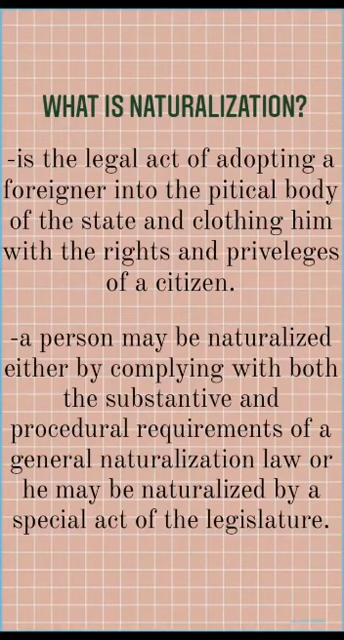 WHAT IS NATURALIZATION?
-is the legal act of adopting a
foreigner into the pitical body
of the state and clothing him
with the rights and priveleges
of a citizen.
-a person may be naturalized
either by complying with both
the substantive and
procedural requirements of a
general naturalization law or
he may be naturalized by a
special act of the legislature.